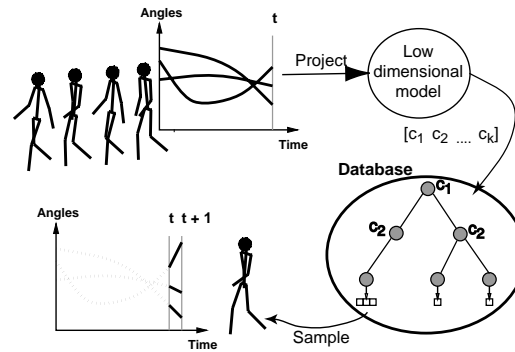 Angles
t
Time
Project
Low
dimensional
model
[c1 c2 .... ck]
Database
c1
c2
c2
Angles
t t + 1
Time
Sample